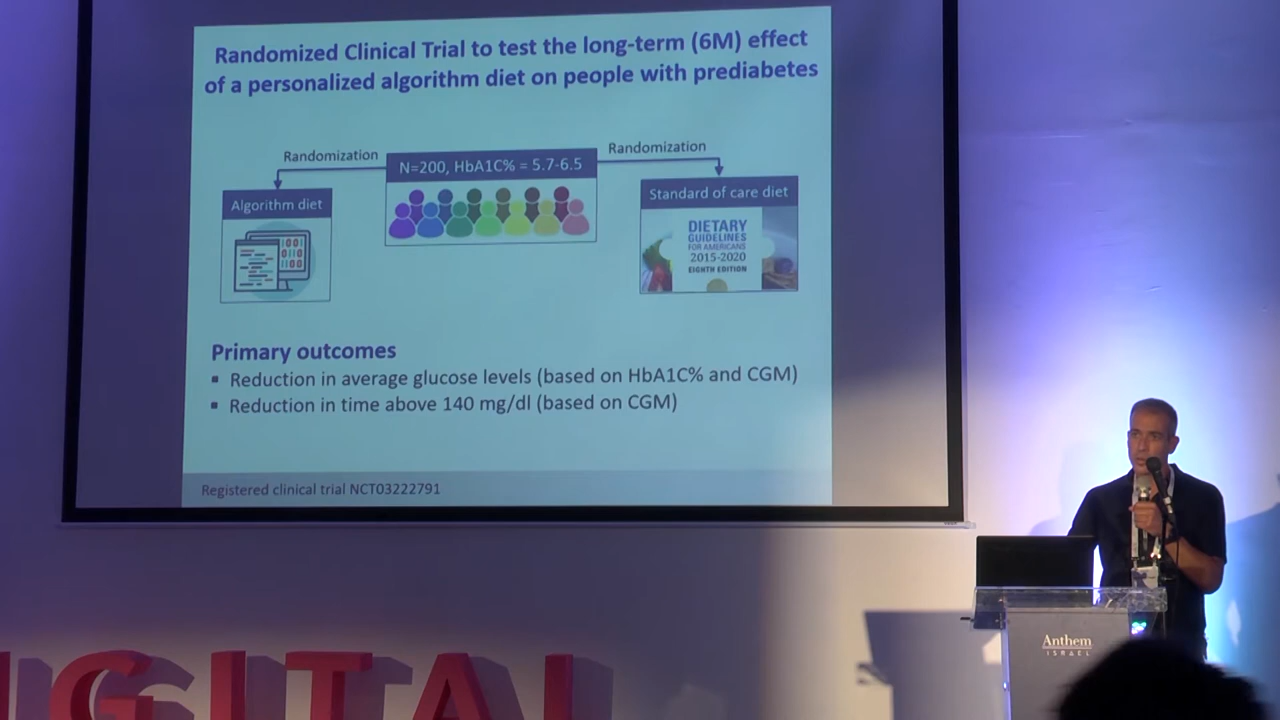 Randomized Clinical Trial to test the long-term (6M) effect
of a personalized algorithm diet on people with prediabetes
Randomization
N=200, HbA1C% = 5.7-6.5
Randomization
Algorithm diet
Standard of care diet
1001
0110
1100
DIETARY
GUIDELINES
FOR AMERICANS
2015-2020
EIGHTH EDITION
Primary outcomes
▪ Reduction in average glucose levels (based on HbA1C% and CGM)
▪ Reduction in time above 140 mg/dl (based on CGM)
Registered clinical trial NCT03222791
Anthem
ISRAEL
IGITAL